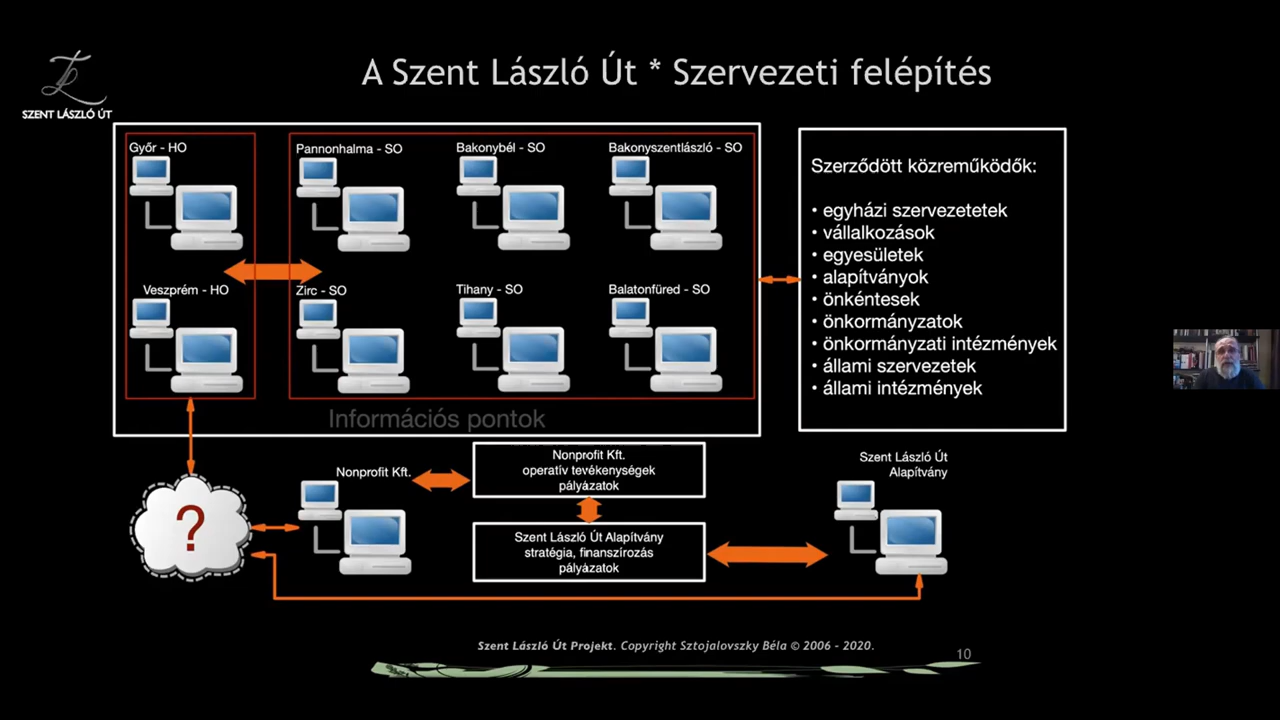 A Szent László Út * Szervezeti felépítés
SZENT LÁSZLÓ ÚT
Győr - HO
Pannonhalma - SO
Bakonybél - SO
Bakonyszentlászló - SO
Veszprém - HO
Zirc - SO
Tihany - SO
Balatonfüred - SO
Információs pontok
Szerződött közreműködők:
• egyházi szervezetetek
• vállalkozások
• egyesületek
• alapítványok
• önkéntesek
• önkormányzatok
• önkormányzati intézmények
• állami szervezetek
• állami intézmények
?
Nonprofit Kft.
Nonprofit Kft.
operatív tevékenységek
pályázatok
Szent László Út Alapítvány
stratégia, finanszírozás
pályázatok
Szent László Út
Alapítvány
Szent László Út Projekt. Copyright Sztojalovszky Béla © 2006 - 2020.
10